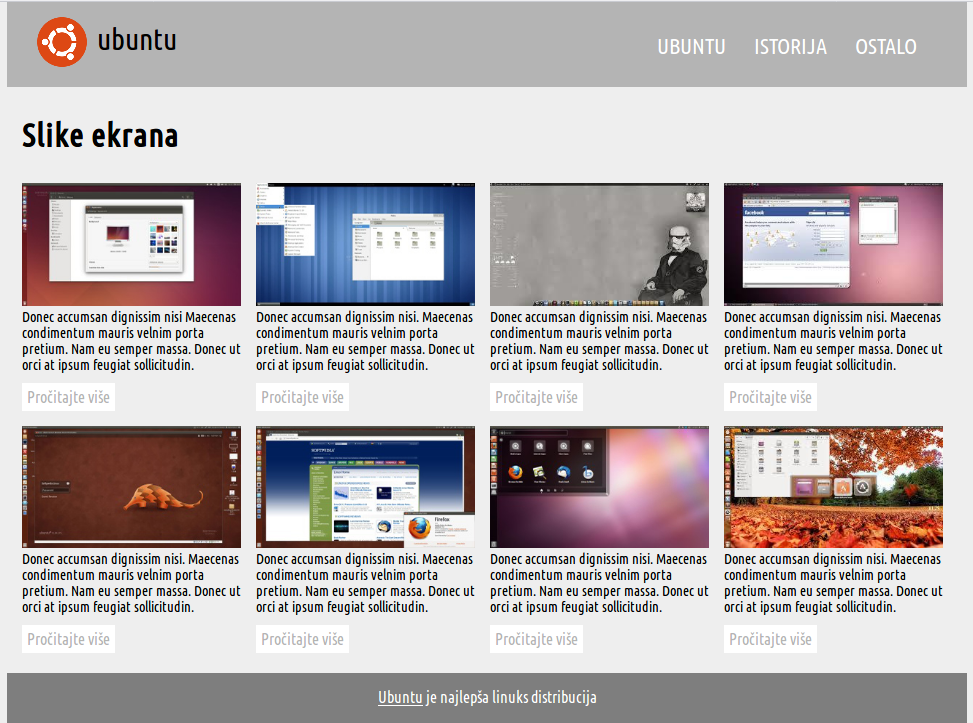 ubuntu
UBUNTU ISTORIJA OSTALO
Slike ekrana
facebook
SOFTPEDIA
Firefox
Donec accumsan dignissim nisi Maecenas
condimentum mauris velnim porta
pretium. Nam eu semper massa. Donec ut
orci at ipsum feugiat sollicitudin.
Pročitajte više
Donec accumsan dignissim nisi. Maecenas
condimentum mauris velnim porta
pretium. Nam eu semper massa. Donec ut
orci at ipsum feugiat sollicitudin.
Pročitajte više
Donec accumsan dignissim nisi. Maecenas
condimentum mauris velnim porta
pretium. Nam eu semper massa. Donec ut
orci at ipsum feugiat sollicitudin.
Pročitajte više
Donec accumsan dignissim nisi. Maecenas
condimentum mauris velnim porta
pretium. Nam eu semper massa. Donec ut
orci at ipsum feugiat sollicitudin.
Pročitajte više
Donec accumsan dignissim nisi. Maecenas
condimentum mauris velnim porta
pretium. Nam eu semper massa. Donec ut
orci at ipsum feugiat sollicitudin.
Pročitajte više
Donec accumsan dignissim nisi. Maecenas
condimentum mauris velnim porta
pretium. Nam eu semper massa. Donec ut
orci at ipsum feugiat sollicitudin.
Pročitajte više
Donec accumsan dignissim nisi. Maecenas
condimentum mauris velnim porta
pretium. Nam eu semper massa. Donec ut
orci at ipsum feugiat sollicitudin.
Pročitajte više
Donec accumsan dignissim nisi. Maecenas
condimentum mauris velnim porta
pretium. Nam eu semper massa. Donec ut
orci at ipsum feugiat sollicitudin.
Pročitajte više
Ubuntu je najlepša linuks distribucija